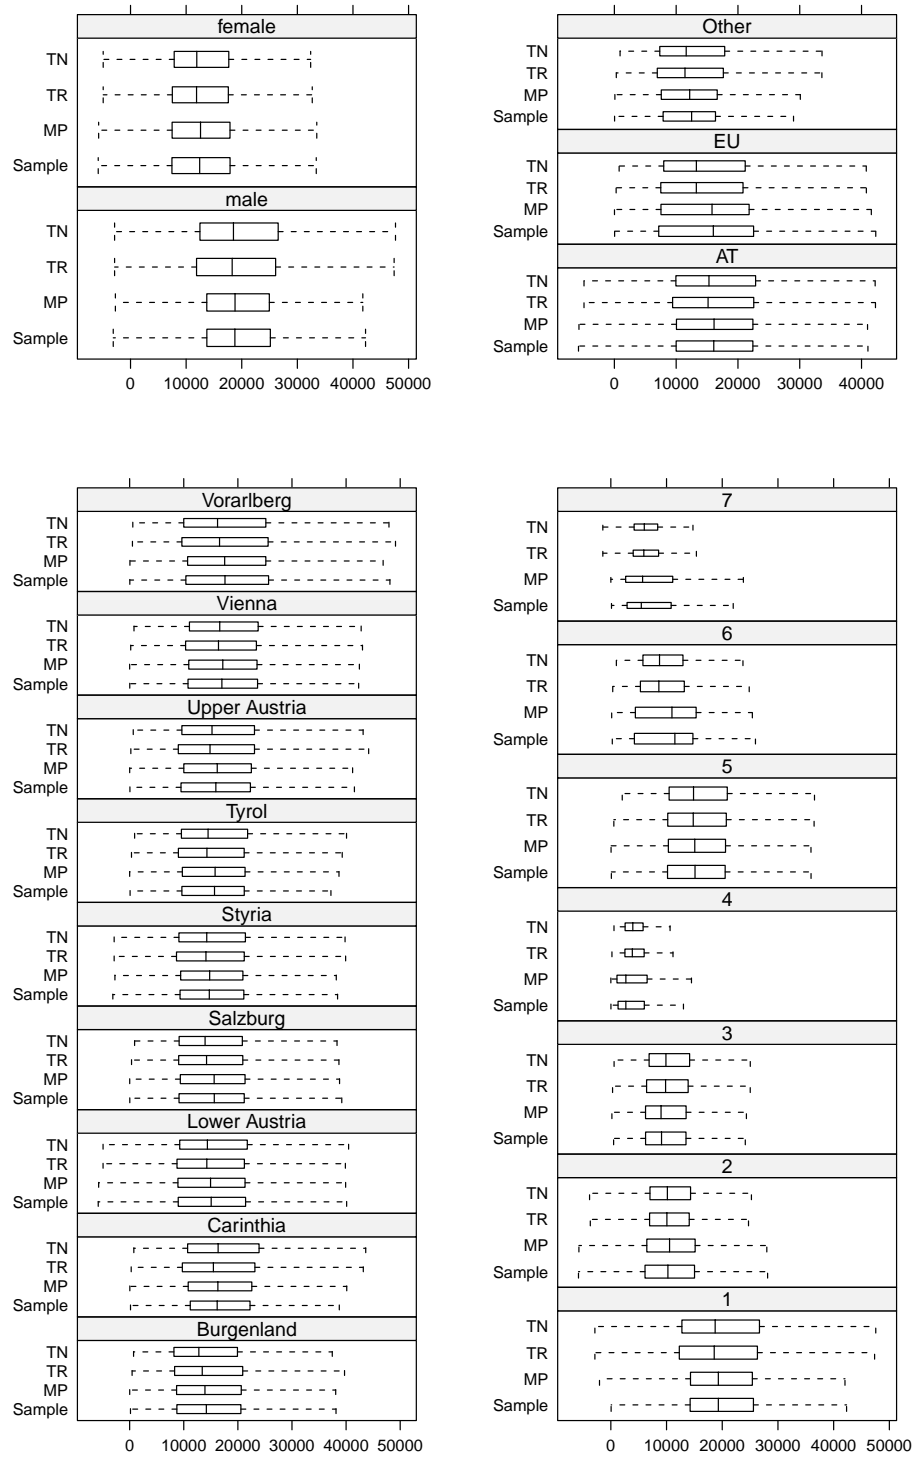 female
TN
TR
MP
Sample
male
TN
TR
MP
Sample
0 10000 20000 30000 40000 50000
Other
TN
TR
MP
Sample
EU
TN
TR
MP
Sample
AT
TN
TR
MP
Sample
0 10000 20000 30000 40000
Vorarlberg
TN
TR
MP
Sample
Vienna
TN
TR
MP
Sample
Upper Austria
TN
TR
MP
Sample
Tyrol
TN
TR
MP
Sample
Styria
TN
TR
MP
Sample
Salzburg
TN
TR
MP
Sample
Lower Austria
TN
TR
MP
Sample
Carinthia
TN
TR
MP
Sample
Burgenland
TN
TR
MP
Sample
0 10000 20000 30000 40000 50000
7
TN
TR
MP
Sample
6
TN
TR
MP
Sample
5
TN
TR
MP
Sample
4
TN
TR
MP
Sample
3
TN
TR
MP
Sample
2
TN
TR
MP
Sample
1
TN
TR
MP
Sample
0 10000 20000 30000 40000 50000